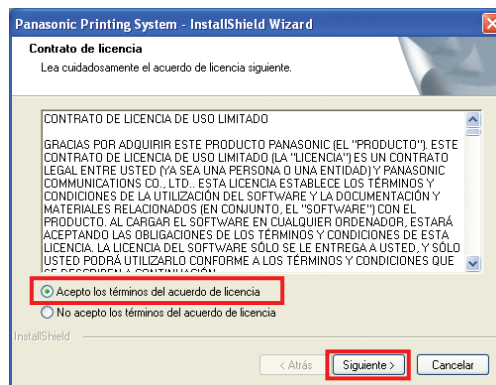 Panasonic Printing System - InstallShield Wizard
Contrato de licencia
Lea cuidadosamente el acuerdo de licencia siguiente.
CONTRATO DE LICENCIA DE USO LIMITADO
GRACIAS POR ADQUIRIR ESTE PRODUCTO PANASONIC (EL "PRODUCTO"). ESTE
CONTRATO DE LICENCIA DE USO LIMITADO (LA "LICENCIA") ES UN CONTRATO
LEGAL ENTRE USTED (YA SEA UNA PERSONA O UNA ENTIDAD) Y PANASONIC
COMMUNICATIONS CO., LTD.. ESTA LICENCIA ESTABLECE LOS TÉRMINOS Y
CONDICIONES DE LA UTILIZACIÓN DEL SOFTWARE Y LA DOCUMENTACIÓN Y
MATERIALES RELACIONADOS (EN CONJUNTO, EL "SOFTWARE") CON EL
PRODUCTO. AL CARGAR EL SOFTWARE EN CUALQUIER ORDENADOR, ESTARÁ
ACEPTANDO LAS OBLIGACIONES DE LOS TÉRMINOS Y CONDICIONES DE ESTA
LICENCIA. LA LICENCIA DEL SOFTWARE SÓLO SE LE ENTREGA A USTED, Y SÓLO
USTED PODRÁ UTILIZARLO CONFORME A LOS TÉRMINOS Y CONDICIONES QUE
SE DESCRIBEN A CONTINUACIÓN
Acepto los términos del acuerdo de licencia
No acepto los términos del acuerdo de licencia
InstallShield
< Atrás Siguiente > Cancelar